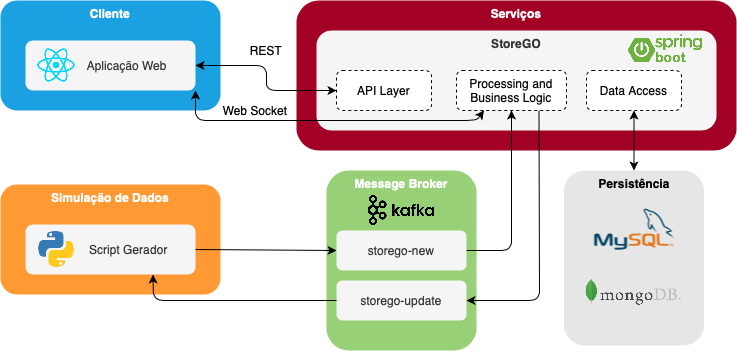 Cliente
Aplicação Web
REST
Web Socket
Serviços
StoreGO
spring
boot
API Layer
Processing and
Business Logic
Data Access
Simulação de Dados
Script Gerador
Message Broker
kafka
storego-new
storego-update
Persistência
MySQL
mongoDB.